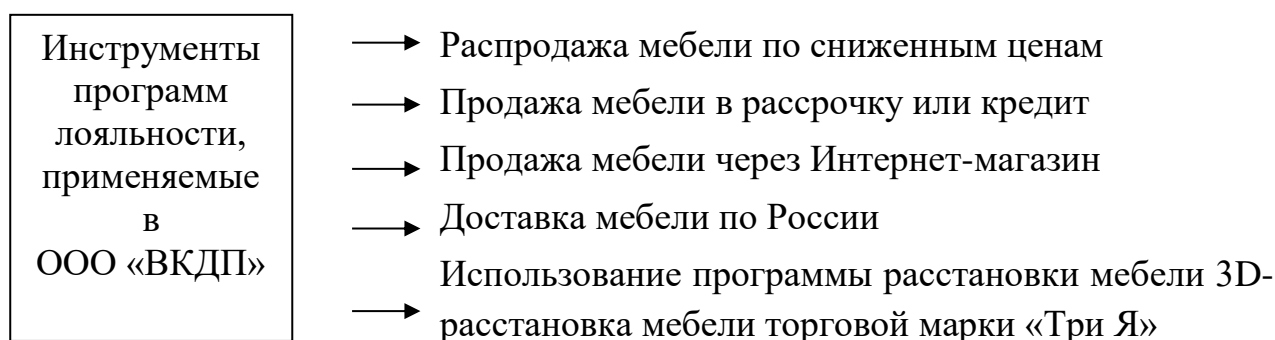 Инструменты
программ
лояльности,
применяемые
в
ООО «ВКДП»
Распродажа мебели по сниженным ценам
Продажа мебели в рассрочку или кредит
Продажа мебели через Интернет-магазин
Доставка мебели по России
Использование программы расстановки мебели 3D-
расстановка мебели торговой марки «Три Я»